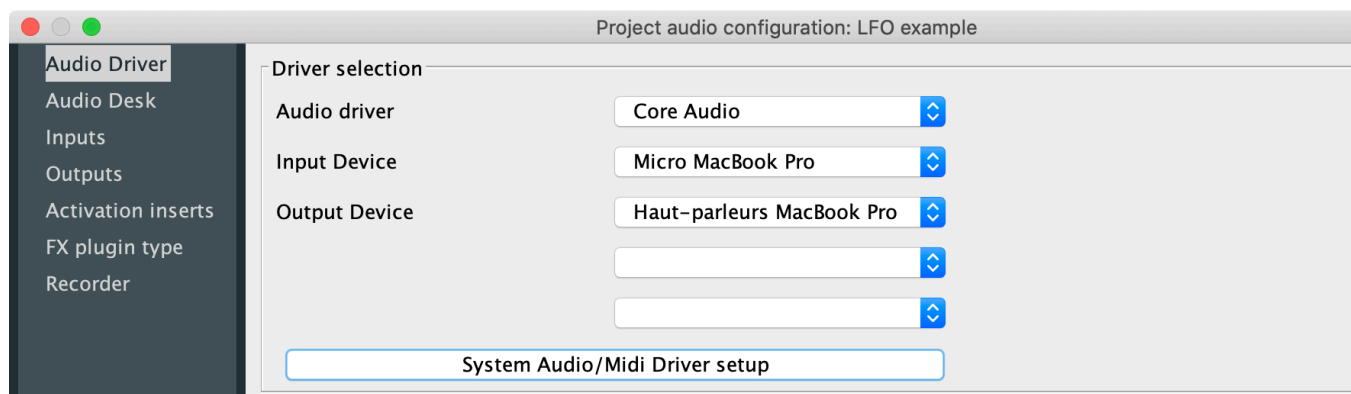 Project audio configuration: LFO example
Audio Driver
Audio Desk
Inputs
Outputs
Activation inserts
FX plugin type
Recorder
Driver selection
Audio driver Core Audio
Input Device Micro MacBook Pro
Output Device Haut-parleurs MacBook Pro
System Audio/Midi Driver setup